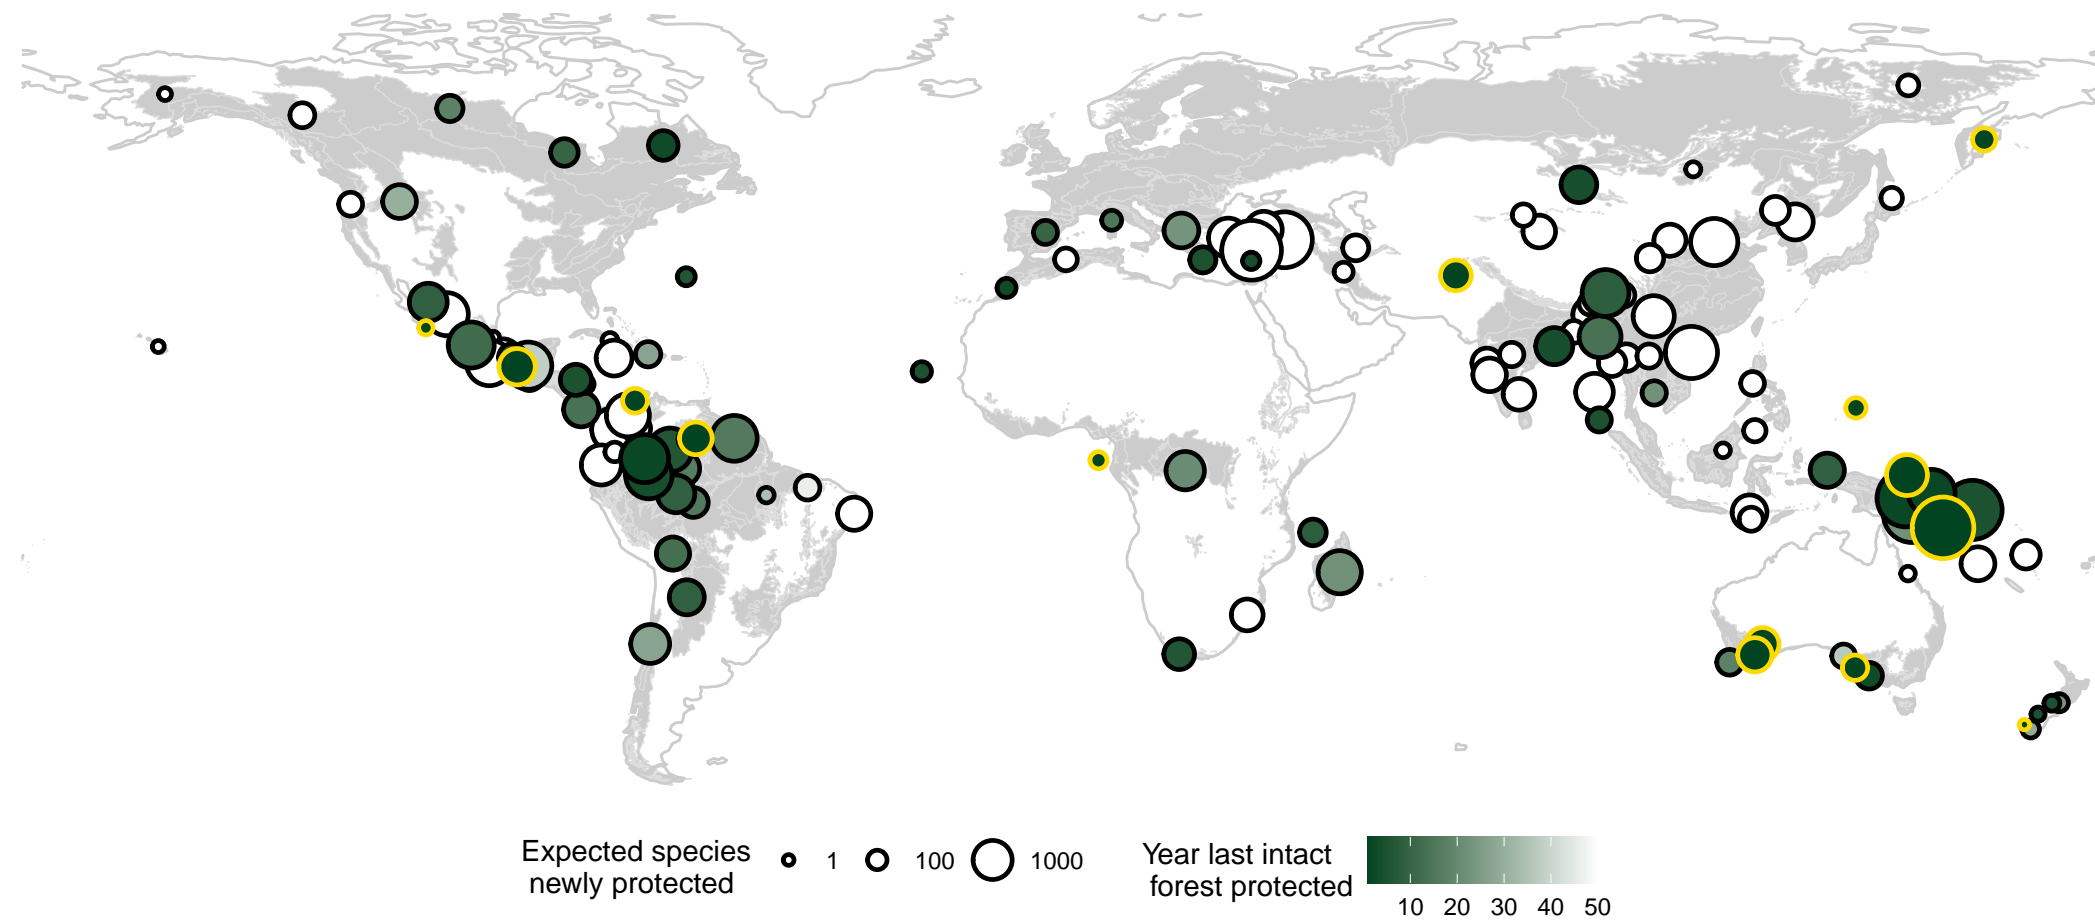 Expected species
newly protected
1
100
1000
Year last intact
forest protected
10 20 30 40 50